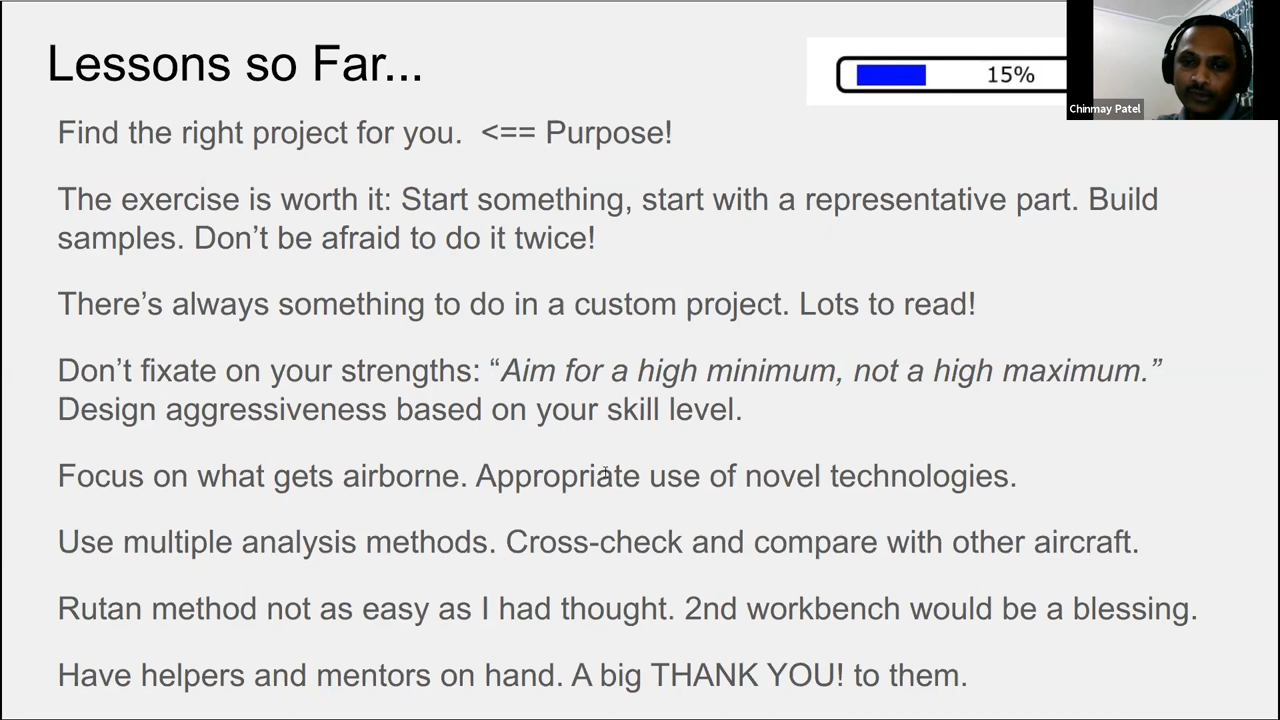 Lessons so Far...
15%
Chinmay Patel
Find the right project for you.  <== Purpose!
The exercise is worth it: Start something, start with a representative part. Build
samples. Don’t be afraid to do it twice!
There’s always something to do in a custom project. Lots to read!
Don’t fixate on your strengths: “Aim for a high minimum, not a high maximum.”
Design aggressiveness based on your skill level.
Focus on what gets airborne. Appropriate use of novel technologies.
Use multiple analysis methods. Cross-check and compare with other aircraft.
Rutan method not as easy as I had thought. 2nd workbench would be a blessing.
Have helpers and mentors on hand. A big THANK YOU! to them.